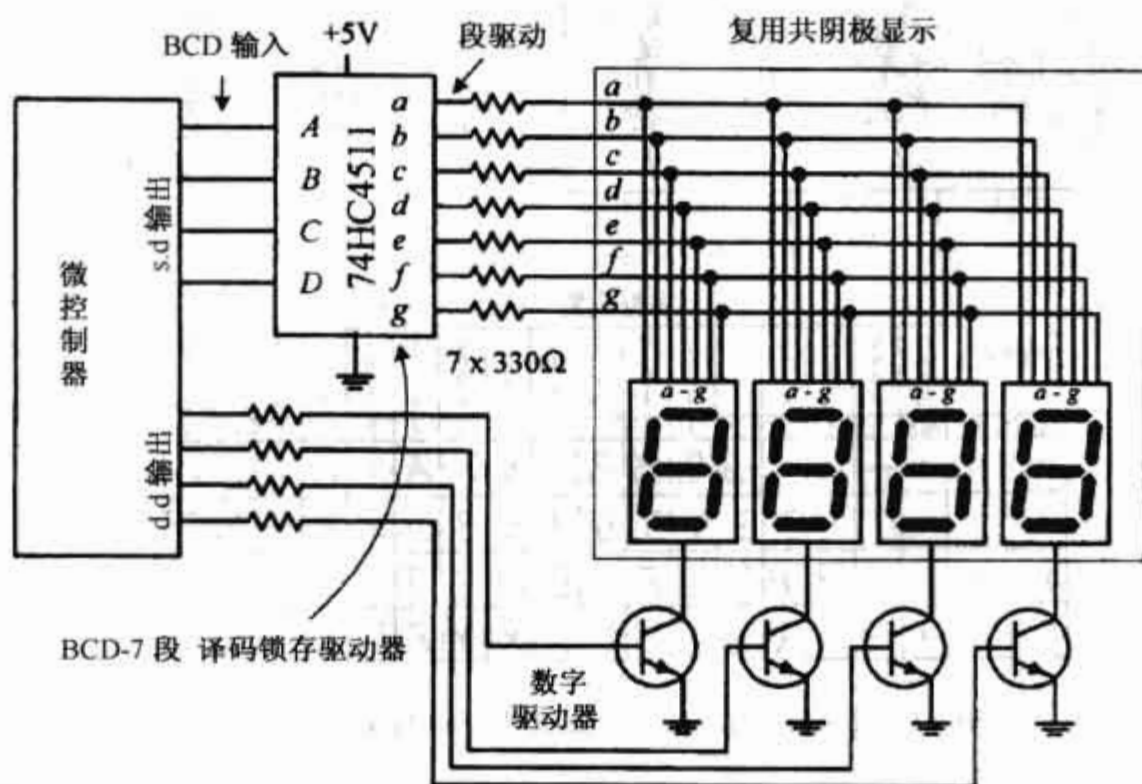 BCD 输入
+5V
段驱动
复用共阴极显示
微控制器
s.d 输出
d.d 输出
A
B
C
D
74HC4511
a
b
c
d
e
f
g
a
b
c
d
e
f
g
7 x 330Ω
a - g
a - g
a - g
a - g
BCD-7 段 译码锁存驱动器
数字
驱动器